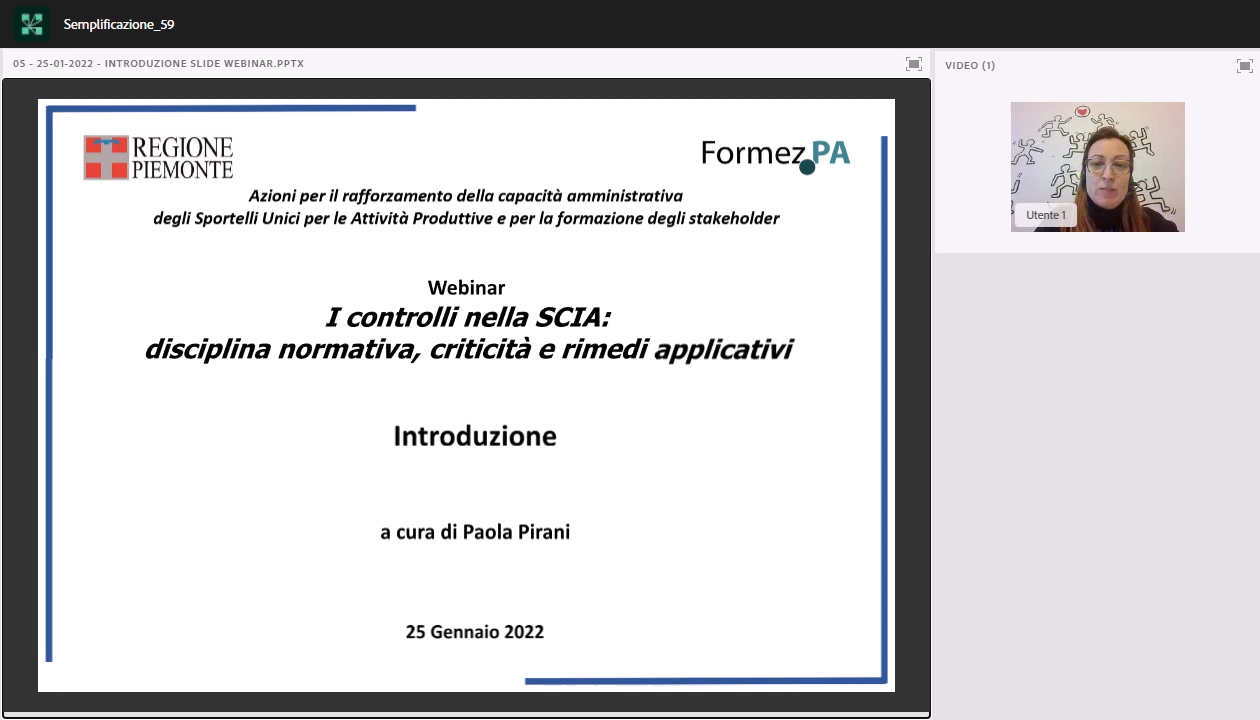 Semplificazione_59
05 - 25-01-2022 - INTRODUZIONE SLIDE WEBINAR.PPTX
VIDEO (1)
REGIONE
PIEMONTE
Formez PA
Azioni per il rafforzamento della capacità amministrativa
degli Sportelli Unici per le Attività Produttive e per la formazione degli stakeholder
Webinar
I controlli nella SCIA:
disciplina normativa, criticità e rimedi applicativi
Introduzione
a cura di Paola Pirani
25 Gennaio 2022
Utente 1